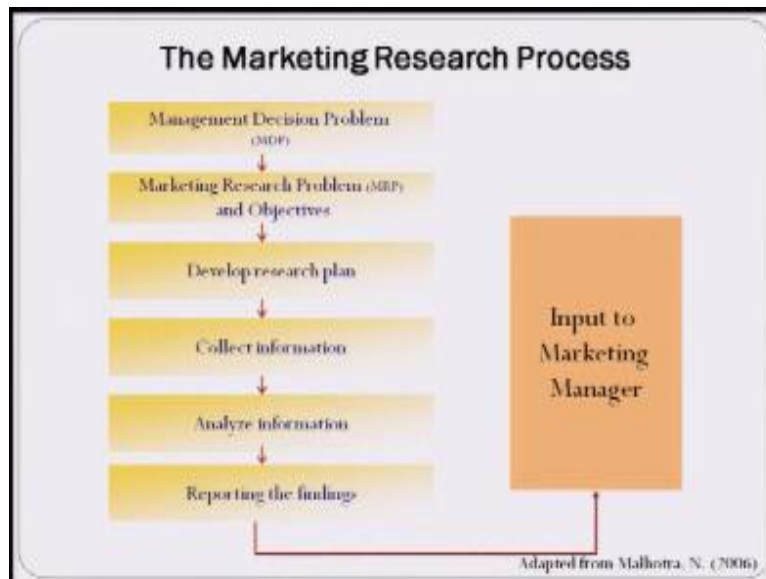 The Marketing Research Process
Management Decision Problem
(MDP)
Marketing Research Problem (MRP)
and Objectives
Develop research plan
Collect information
Analyze information
Reporting the findings
Input to
Marketing
Manager
Adapted from Malhotra, N. (2006)